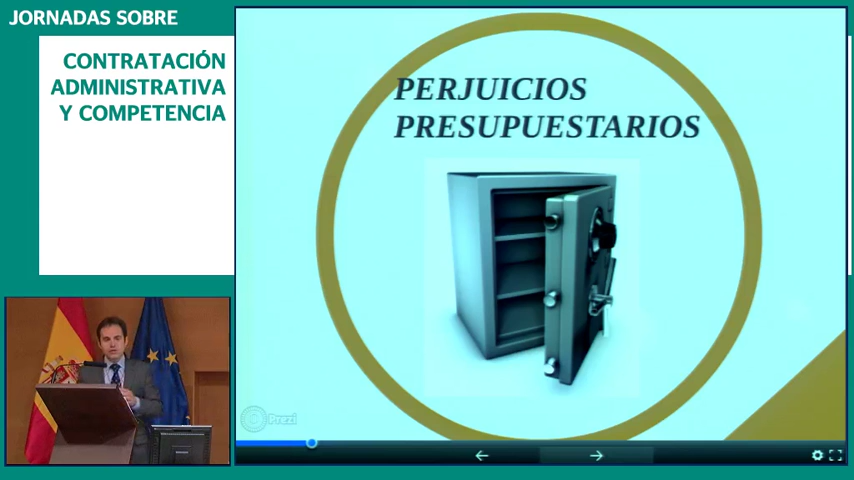 JORNADAS SOBRE
CONTRATACIÓN
ADMINISTRATIVA
Y COMPETENCIA
PERJUICIOS
PRESUPUESTARIOS
Prezi